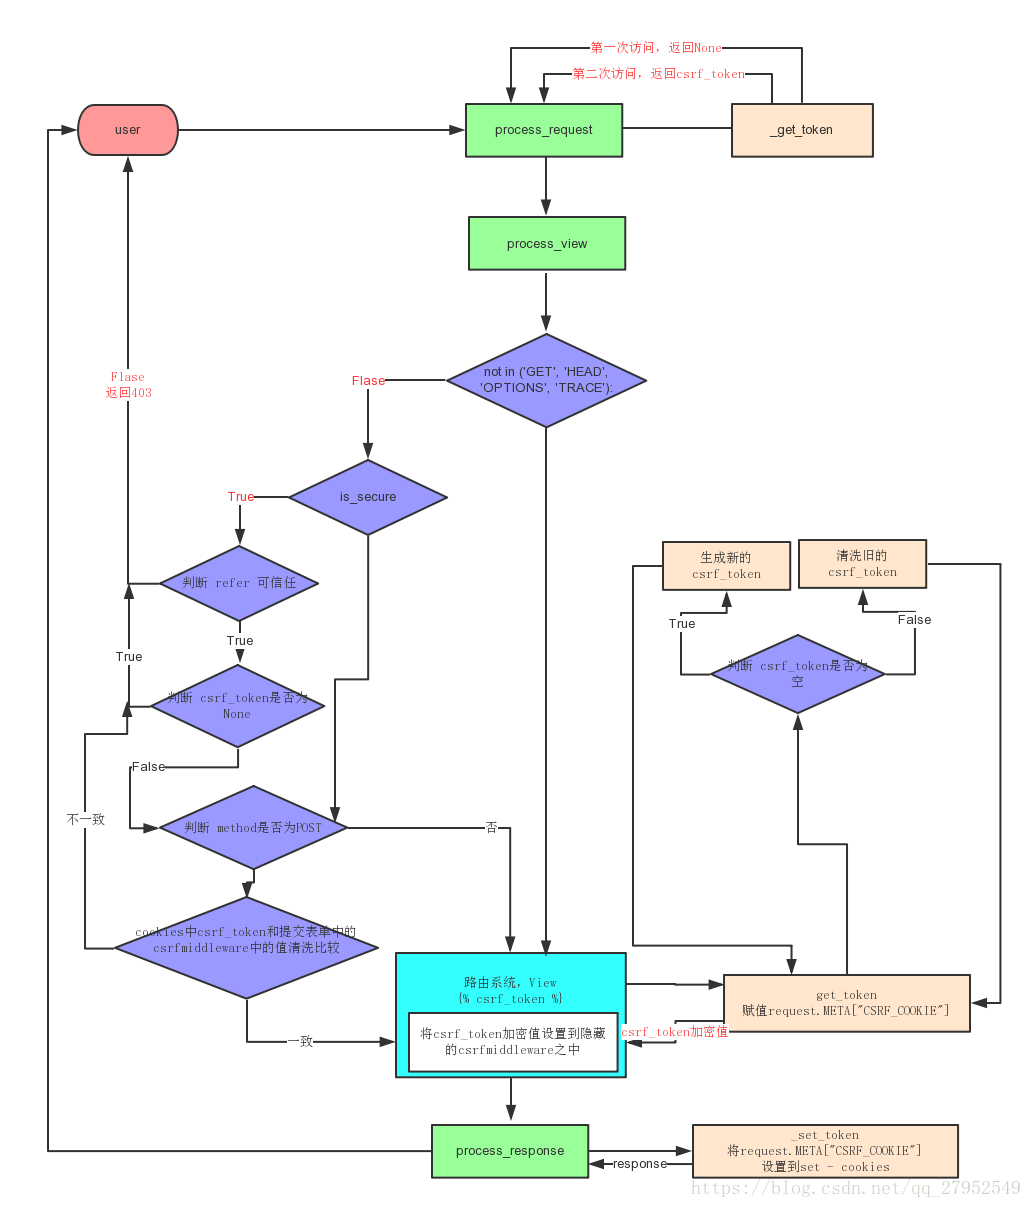 第一次访问，返回None
第二次访问，返回csrf_token
user
process_request
_get_token
process_view
not in ('GET', 'HEAD',
'OPTIONS', 'TRACE'):
Flase
Flase
返回403
is_secure
True
判断 refer 可信任
生成新的
csrf_token
清洗旧的
csrf_token
True
False
True
True
判断 csrf_token是否为
空
判断 csrf_token是否为
None
False
不一致
判断 method是否为POST
否
cookies中csrf_token和提交表单中的
csrfmiddleware中的值清洗比较
路由系统，View
{% csrf_token %}
get_token
赋值request.META["CSRF_COOKIE"]
csrf_token加密值
将csrf_token加密值设置到隐藏
的csrfmiddleware之中
一致
process_response
_set_token
将request.META["CSRF_COOKIE"]
设置到set - cookies
response
https://blog.csdn.net/qq_27952549